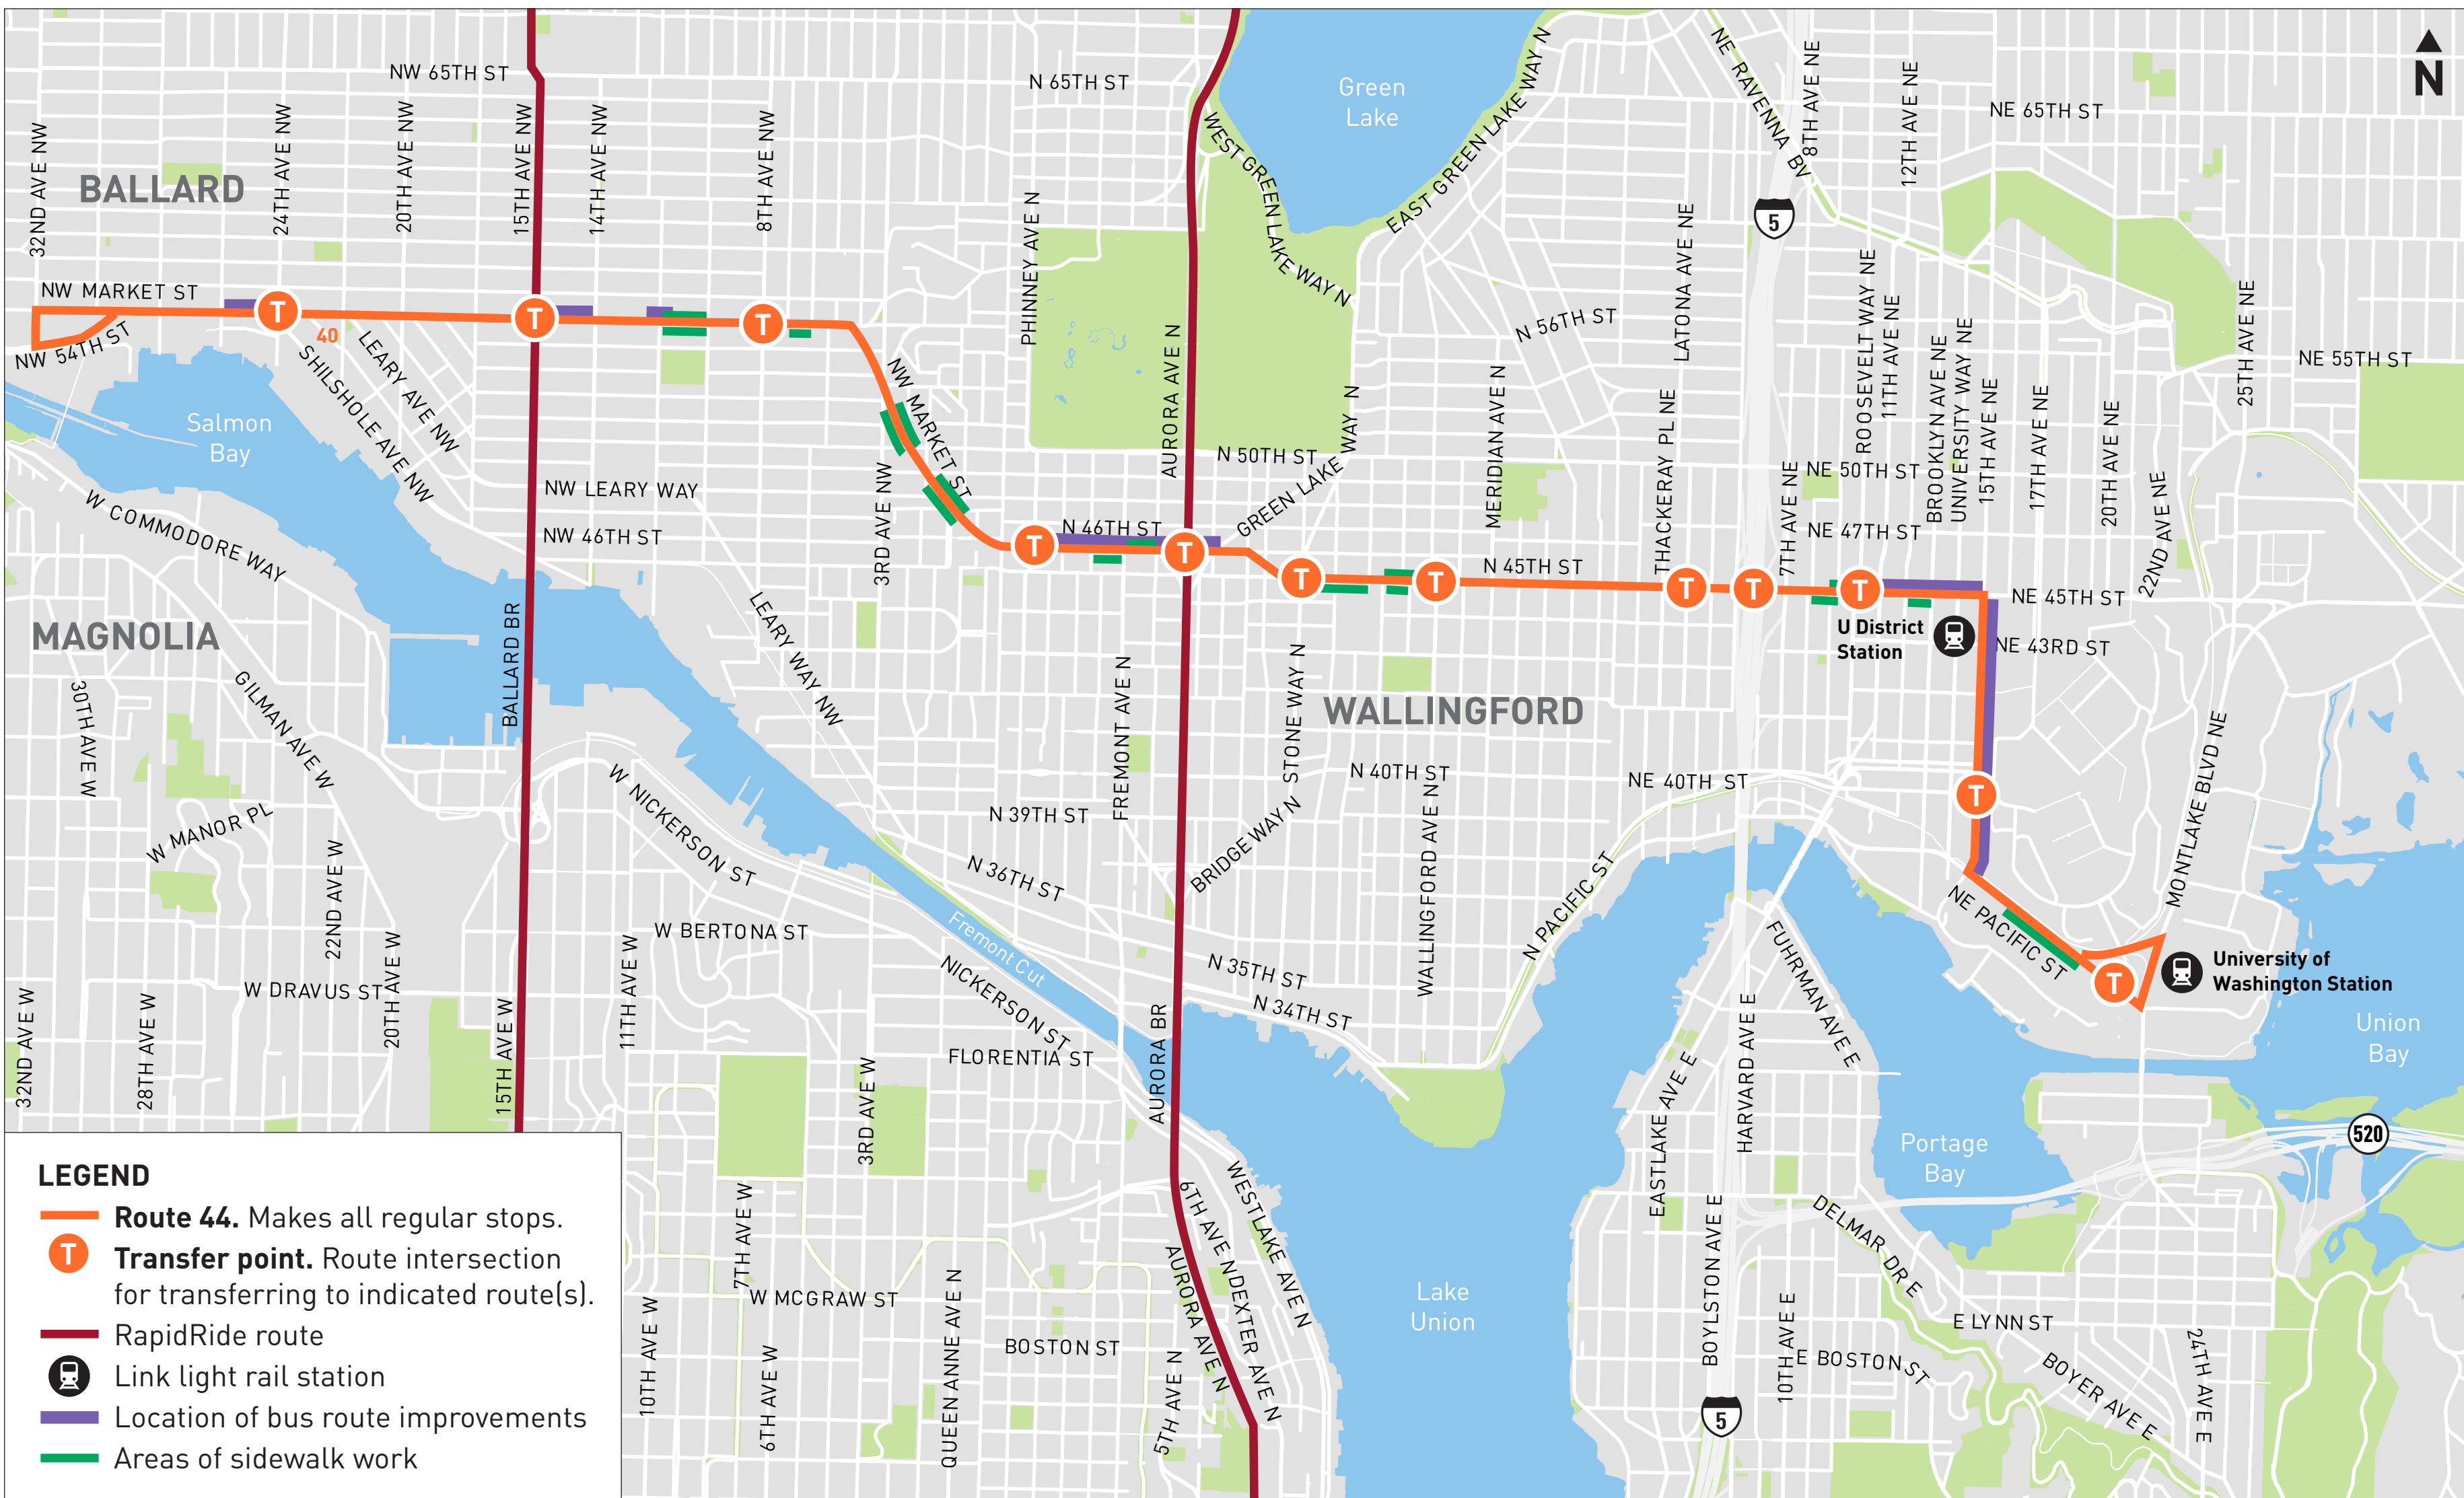 N
NW 65TH ST
N 65TH ST
NE 65TH ST
Green
Lake
WEST GREEN LAKE WAY N
EAST GREEN LAKE WAY N
NE RAVENNA BV
8TH AVE NE
12TH AVE NE
32ND AVE NW
24TH AVE NW
20TH AVE NW
15TH AVE NW
14TH AVE NW
8TH AVE NW
BALLARD
5
PHINNEY AVE N
AURORA AVE N
LATONA AVE NE
ROOSEVELT WAY NE
11TH AVE NE
BROOKLYN AVE NE
UNIVERSITY WAY NE
15TH AVE NE
17TH AVE NE
20TH AVE NE
22ND AVE NE
25TH AVE NE
NE 55TH ST
N 56TH ST
NW MARKET ST
T
T
T
40
NW 54TH ST
SHILSHOLE AVE NW
LEARY AVE NW
NW MARKET ST
Salmon
Bay
MERIDIAN AVE N
THACKERAY PL NE
7TH AVE NE
N 50TH ST
NE 50TH ST
GREEN LAKE WAY N
NW LEARY WAY
NW 46TH ST
3RD AVE NW
N 46TH ST
NE 47TH ST
W COMMODORE WAY
T
T
T
T
N 45TH ST
T
T
T
NE 45TH ST
U District
Station
NE 43RD ST
MAGNOLIA
BALLARD BR
LEARY WAY NW
FREMONT AVE N
STONE WAY N
WALLINGFORD
30TH AVE W
GILMAN AVE W
W NICKERSON ST
N 40TH ST
NE 40TH ST
T
MONTLAKE BLVD NE
W MANOR PL
N 39TH ST
BRIDGE WAY N
WALLINGFORD AVE N
22ND AVE W
N 36TH ST
N PACIFIC ST
NE PACIFIC ST
W BERTONA ST
Fremont Cut
N 35TH ST
FUHRMAN AVE E
University of
Washington Station
T
W DRAVUS ST
20TH AVE W
11TH AVE W
NICKERSON ST
N 34TH ST
32ND AVE W
28TH AVE W
15TH AVE W
FLORENTIA ST
AURORA BR
3RD AVE W
EASTLAKE AVE E
HARVARD AVE E
Union
Bay
Portage
Bay
520
LEGEND
Route 44. Makes all regular stops.
T
Transfer point. Route intersection
for transferring to indicated route(s).
RapidRide route
Link light rail station
Location of bus route improvements
Areas of sidewalk work
7TH AVE W
W MCGRAW ST
10TH AVE W
6TH AVE W
QUEEN ANNE AVE N
BOSTON ST
5TH AVE N
AURORA AVE N
6TH AVE N
DEXTER AVE N
WESTLAKE AVE N
Lake
Union
BOYLSTON AVE E
10TH AVE E
DELMAR DR E
E LYNN ST
E BOSTON ST
BOYER AVE E
24TH AVE E
5